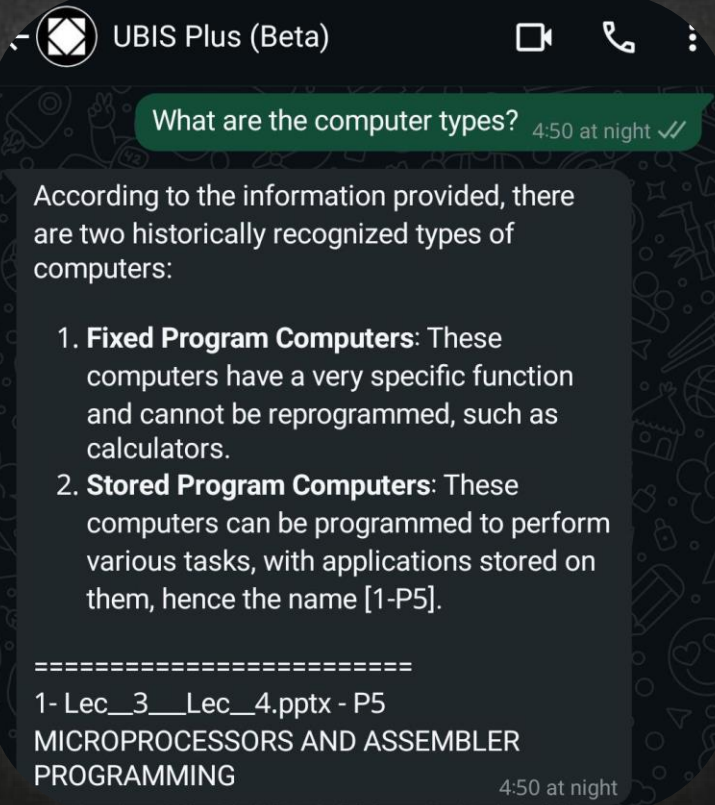 UBIS Plus (Beta)
What are the computer types? 4:50 at night
According to the information provided, there
are two historically recognized types of
computers:
1. Fixed Program Computers: These
computers have a very specific function
and cannot be reprogrammed, such as
calculators.
2. Stored Program Computers: These
computers can be programmed to perform
various tasks, with applications stored on
them, hence the name [1-P5].
=========================
1- Lec__3___Lec__4.pptx - P5
MICROPROCESSORS AND ASSEMBLER
PROGRAMMING
4:50 at night